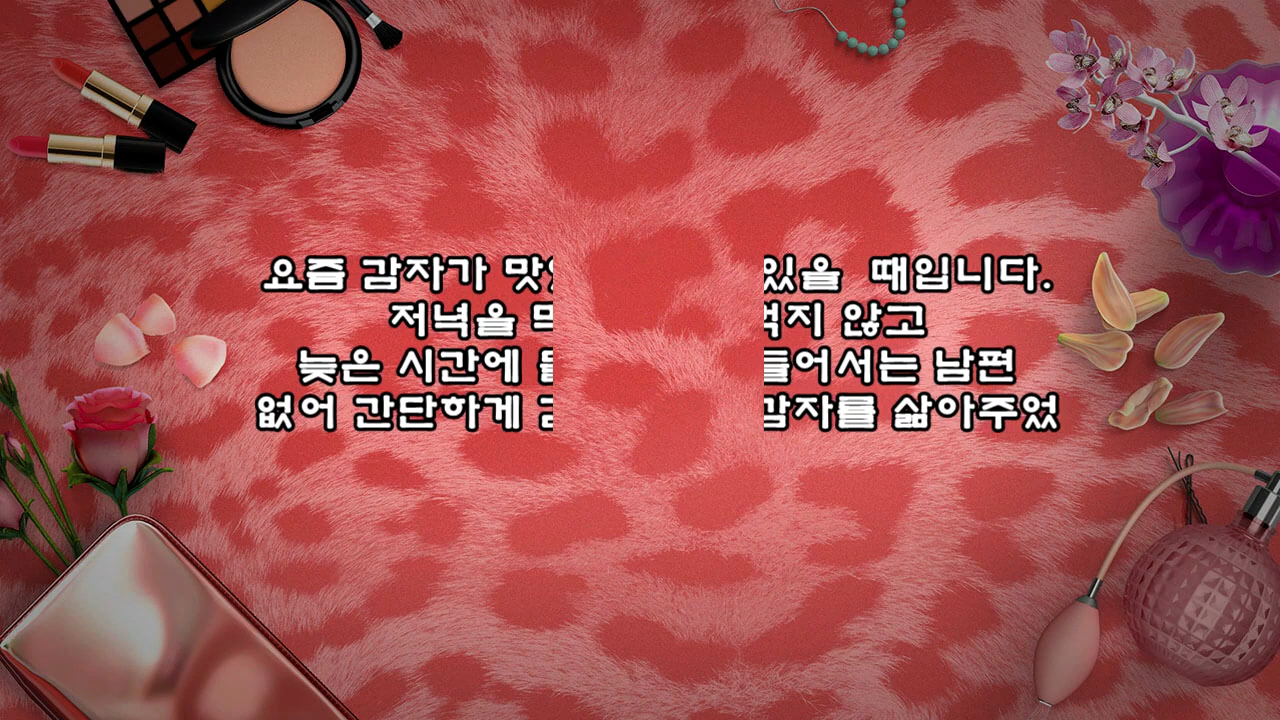 요즘 감자가 맛있을 때입니다.
저녁을 먹지 않고
늦은 시간에 들어서는 남편
없어 간단하게 감자를 삶아주었